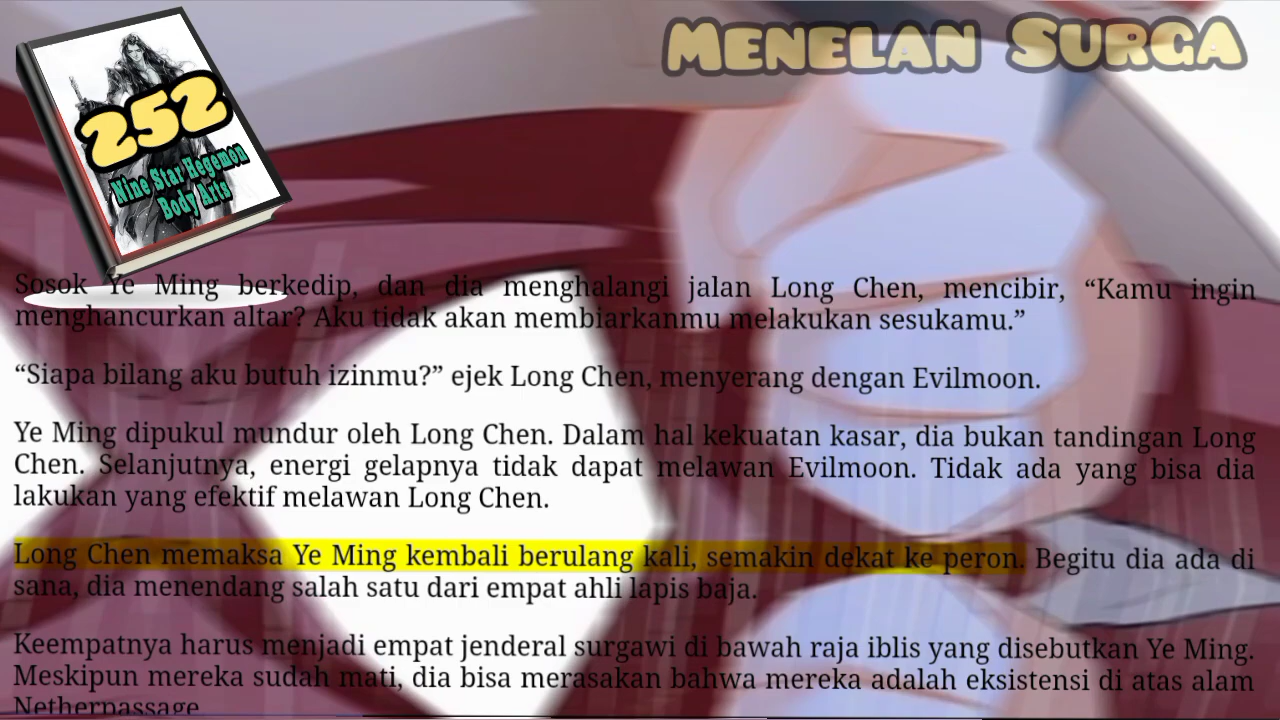 Menelan Surga
252
Nine Star Hegemon
Body Arts
Sosok Ye Ming berkedip, dan dia menghalangi jalan Long Chen, mencibir, “Kamu ingin
menghancurkan altar? Aku tidak akan membiarkanmu melakukan sesukamu.”
“Siapa bilang aku butuh izinmu?” ejek Long Chen, menyerang dengan Evilmoon.
Ye Ming dipukul mundur oleh Long Chen. Dalam hal kekuatan kasar, dia bukan tandingan Long
Chen. Selanjutnya, energi gelapnya tidak dapat melawan Evilmoon. Tidak ada yang bisa dia
lakukan yang efektif melawan Long Chen.
Long Chen memaksa Ye Ming kembali berulang kali, semakin dekat ke peron. Begitu dia ada di
sana, dia menendang salah satu dari empat ahli lapis baja.
Keempatnya harus menjadi empat jenderal surgawi di bawah raja iblis yang disebutkan Ye Ming.
Meskipun mereka sudah mati, dia bisa merasakan bahwa mereka adalah eksistensi di atas alam
Netherpassage